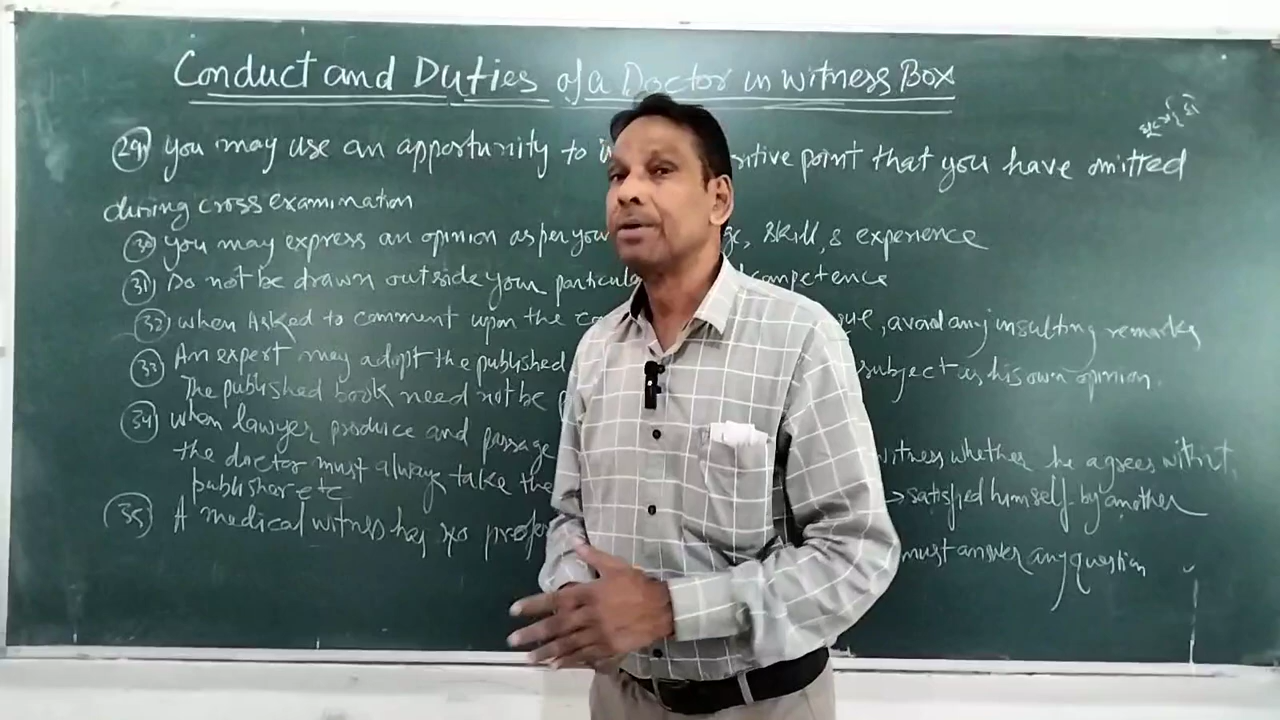 Conduct and Duties of a Doctor in Witness Box
29) you may use an opportunity to point that you have omitted
during cross examination
30) you may express an opinion as per your skill, & experience
31) Do not be drawn outside your competence
32) when Asked to comment upon the avoid any insulting remarks
33) An expert may adopt the published subject as his own opinion.
The published book need not be
34) when lawyer produce and passage witness whether he agrees with it,
the doctor must always take the → satisfied himself by another
publisher etc
35) A medical witness has no must answer any question